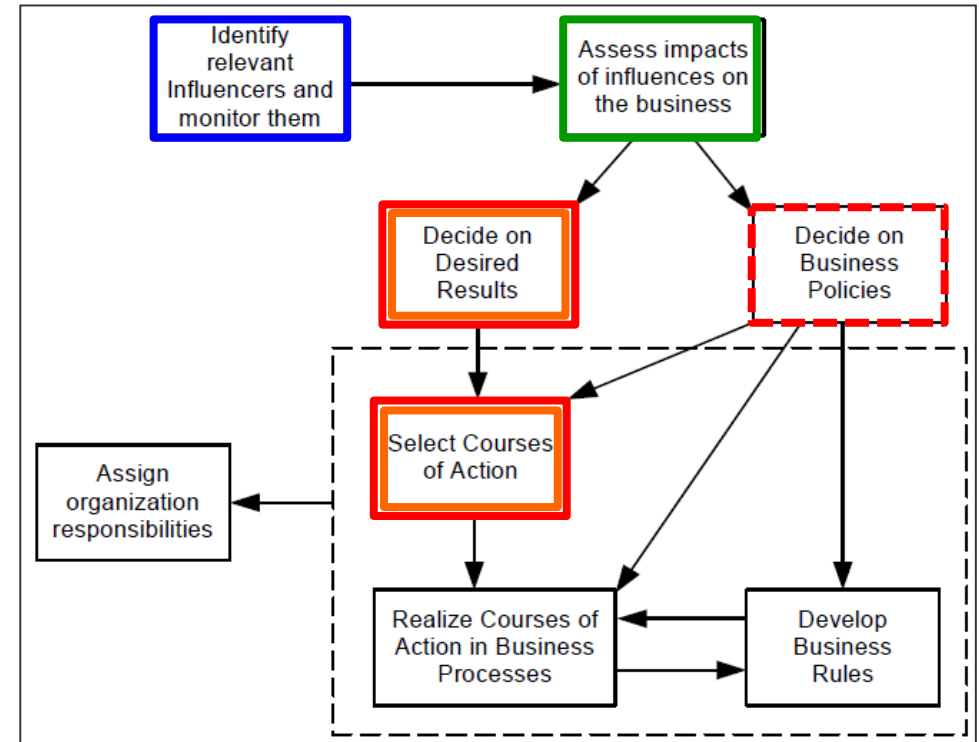 Identify
relevant
Influencers and
monitor them
Assess impacts
of influences on
the business
Decide on
Desired
Results
Decide on
Business
Policies
Select Courses
of Action
Assign
organization
responsibilities
Realize Courses of
Action in Business
Processes
Develop
Business
Rules